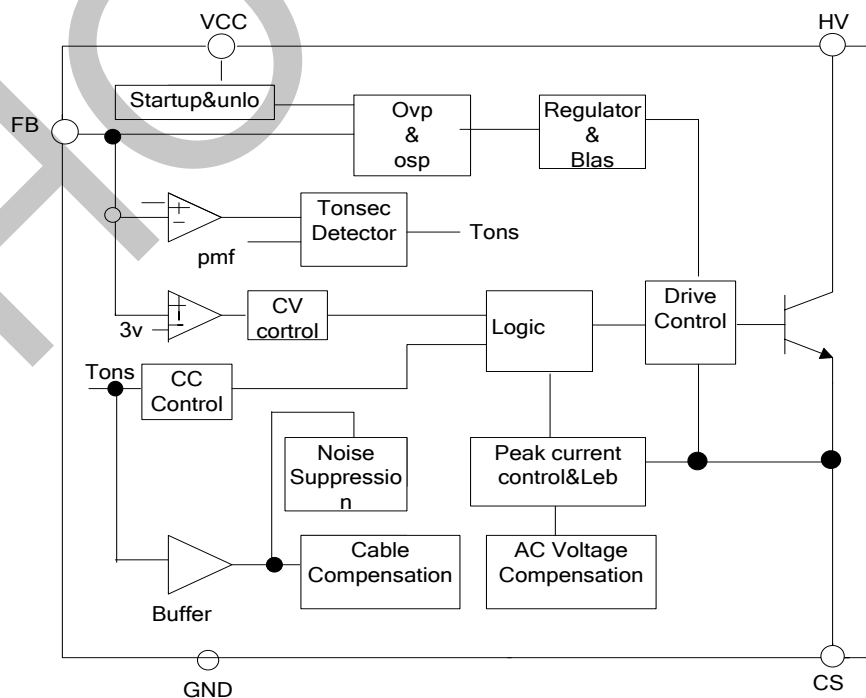 VCC
HV
Startup&unlo
FB
Ovp
&
osp
Regulator
&
Blas
Tonsec
Detector
Tons
pmf
3v
CV
cortrol
Logic
Drive
Control
Tons
CC
Control
Noise
Suppressio
n
Peak current
control&Leb
Cable
Compensation
AC Voltage
Compensation
Buffer
GND
CS